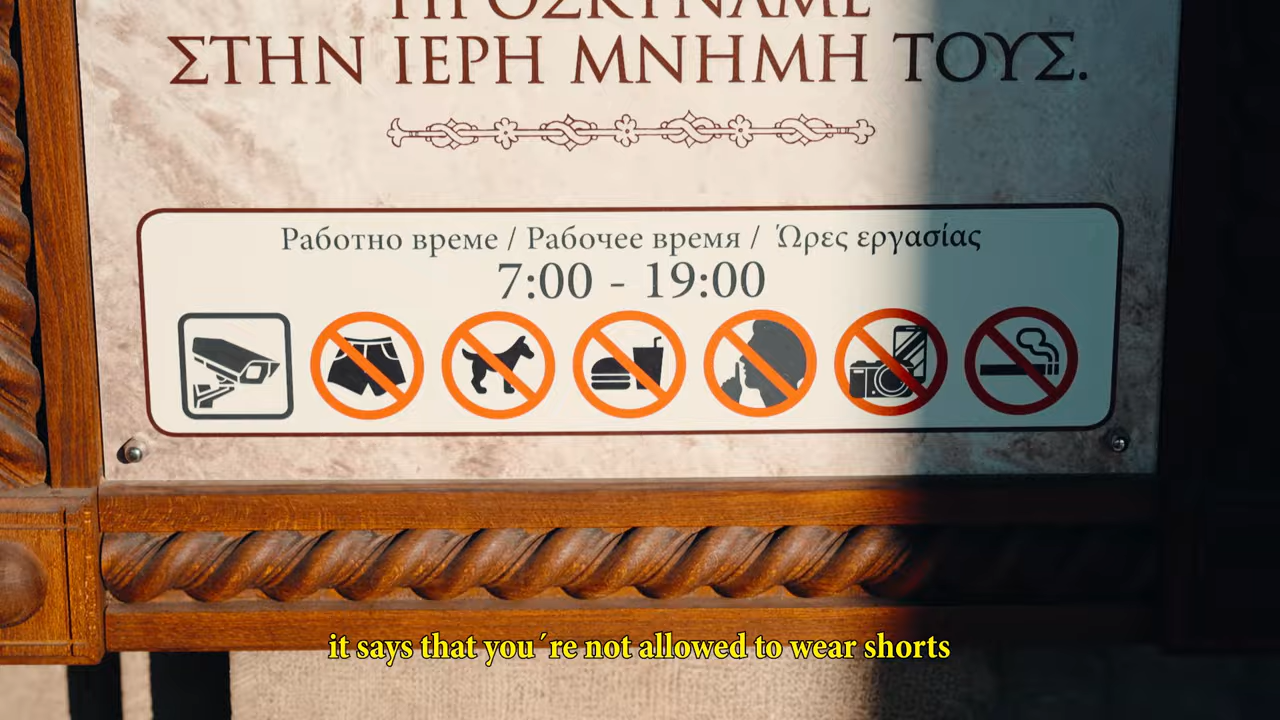 ΠΡΟΣΚΥΝΑΜΕ
ΣΤΗΝ ΙΕΡΗ ΜΝΗΜΗ ΤΟΥΣ.
Работно време / Рабочее время / Ώρες εργασίας
7:00 - 19:00
it says that you´re not allowed to wear shorts